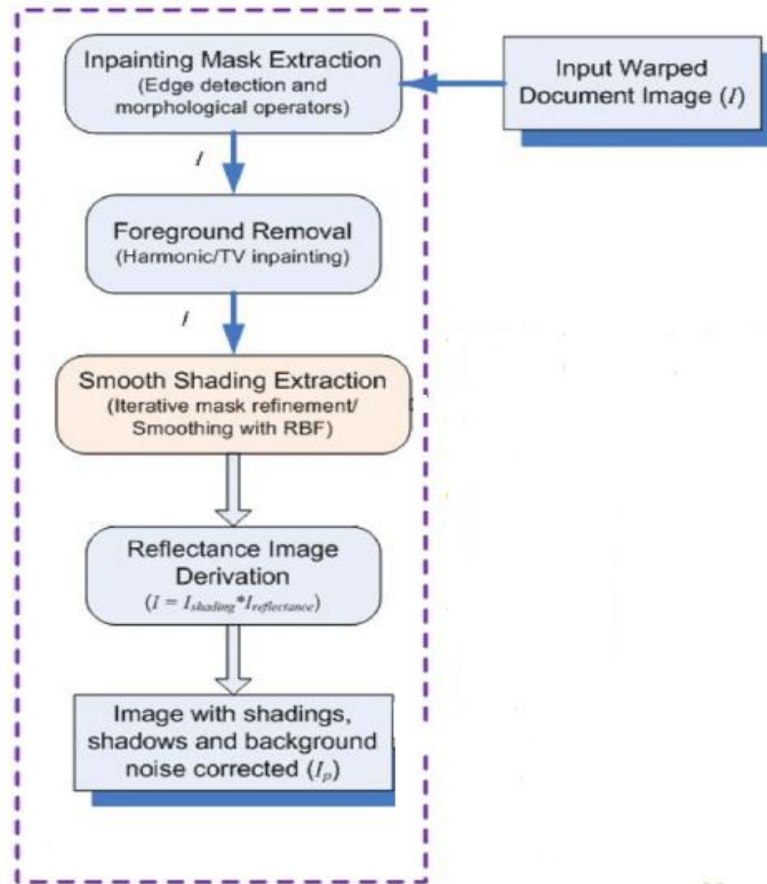 Inpainting Mask Extraction
(Edge detection and
morphological operators)
Input Warped
Document Image (I)
I
Foreground Removal
(Harmonic/TV inpainting)
I
Smooth Shading Extraction
(Iterative mask refinement/
Smoothing with RBF)
Reflectance Image
Derivation
(I = Ishading*Ireflectance)
Image with shadings,
shadows and background
noise corrected (Ip)